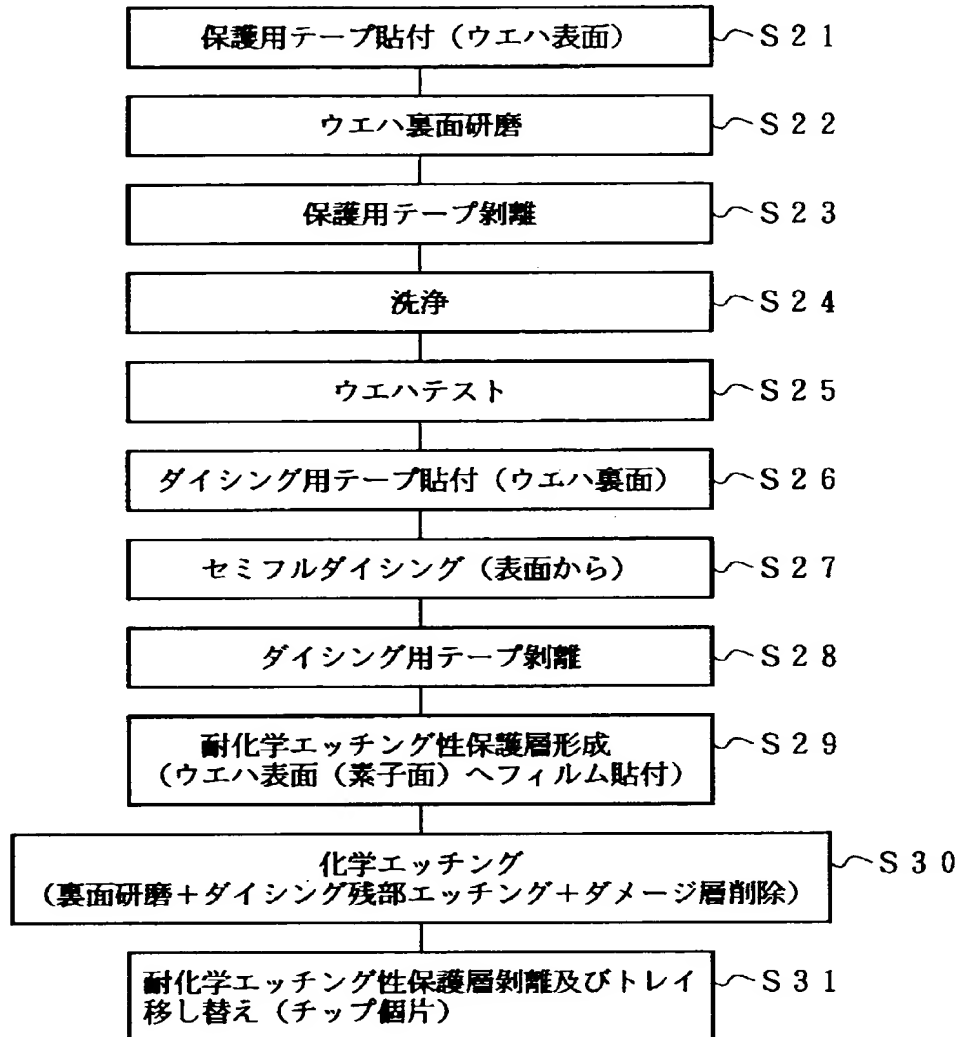 保護用テープ貼付（ウエハ表面） S21
ウエハ裏面研磨 S22
保護用テープ剝離 S23
洗浄 S24
ウエハテスト S25
ダイシング用テープ貼付（ウエハ裏面） S26
セミフルダイシング（表面から） S27
ダイシング用テープ剝離 S28
耐化学エッチング性保護層形成 S29
（ウエハ表面（素子面）へフィルム貼付）
化学エッチング S30
（裏面研磨＋ダイシング残部エッチング＋ダメージ層削除）
耐化学エッチング性保護層剝離及びトレイ S31
移し替え（チップ個片）